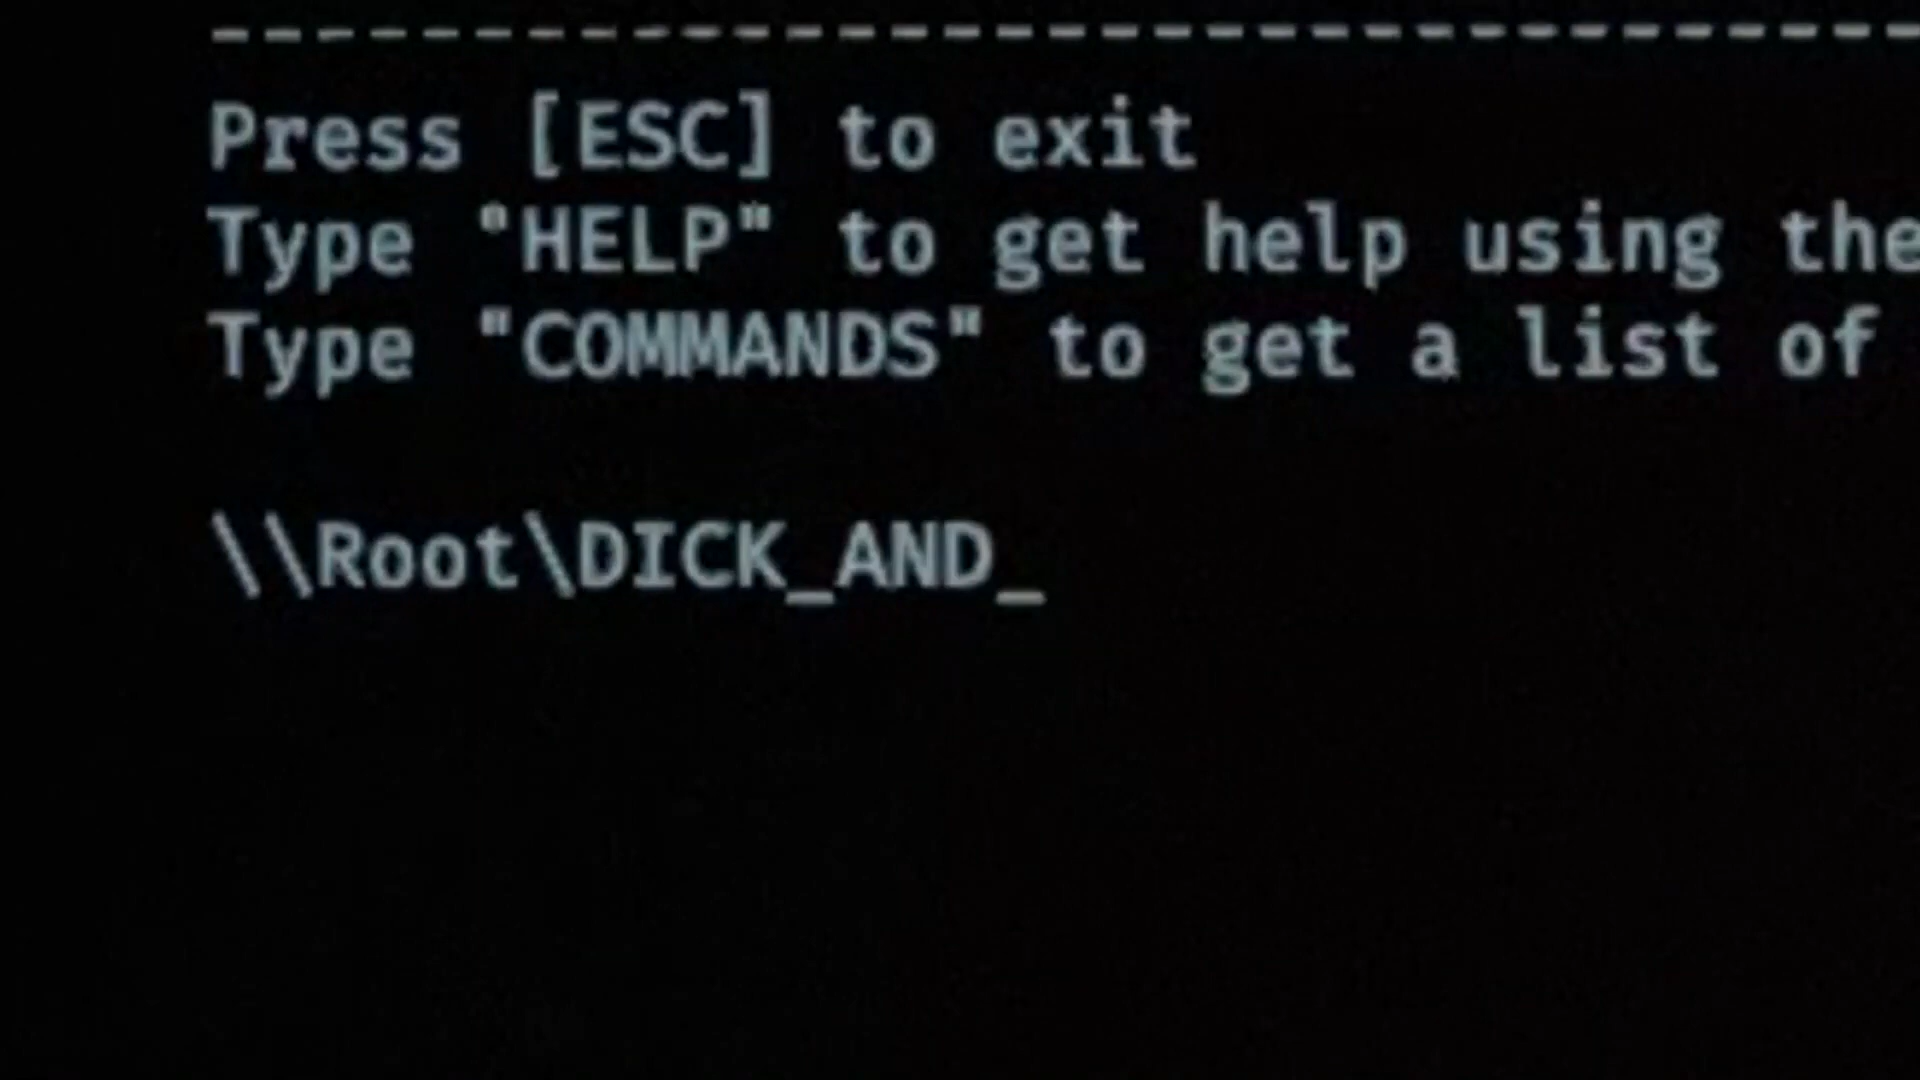 --------------------------------
Press [ESC] to exit
Type "HELP" to get help using the
Type "COMMANDS" to get a list of
\\Root\DICK_AND_